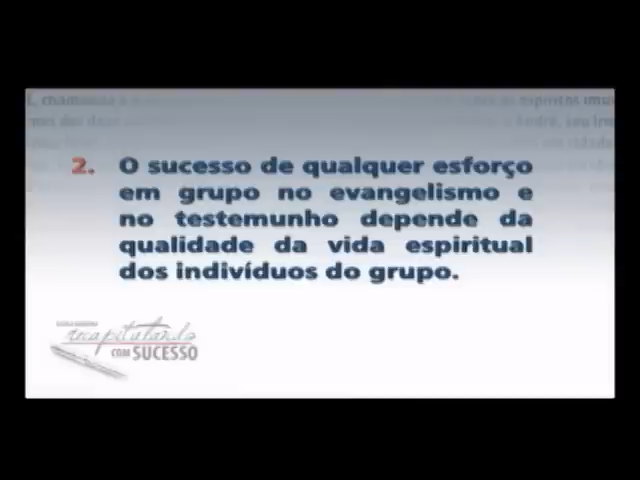 2. O sucesso de qualquer esforço
em grupo no evangelismo e
no testemunho depende da
qualidade da vida espiritual
dos indivíduos do grupo.
recapitulando
COM SUCESSO